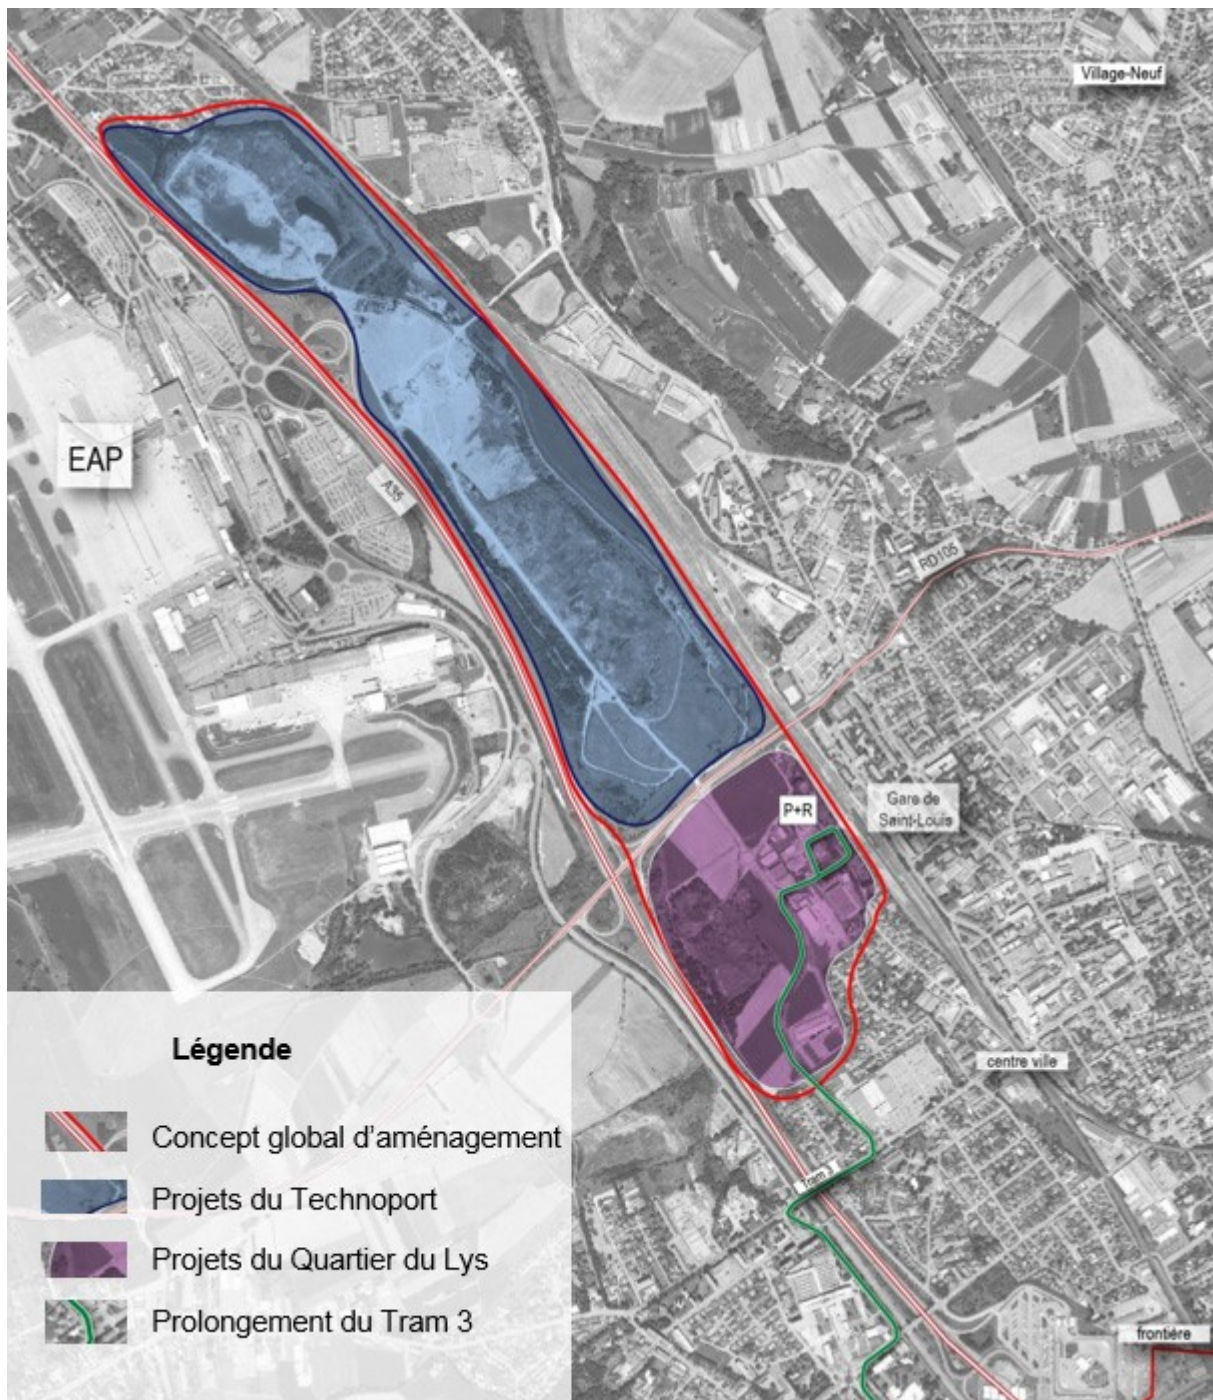 Village-Neuf
EAP
A35
RD105
P+R
Gare de
Saint-Louis
centre ville
Tram 3
frontière
Légende
Concept global d'aménagement
Projets du Technoport
Projets du Quartier du Lys
Prolongement du Tram 3